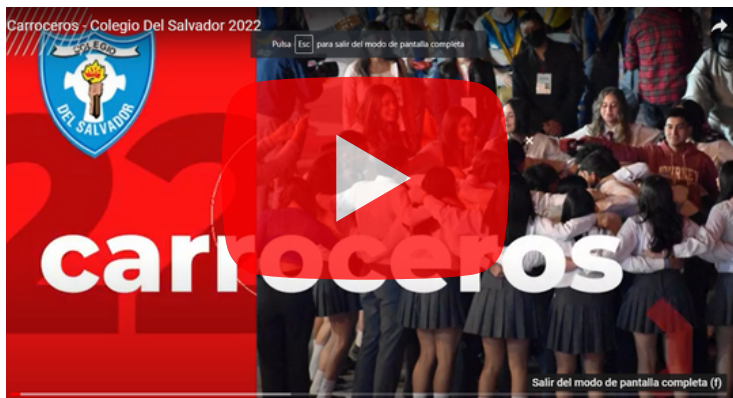 Carroceros - Colegio Del Salvador 2022
Pulsa Esc para salir del modo de pantalla completa
COLEGIO
DEL SALVADOR
22
carroceros
Salir del modo de pantalla completa (f)